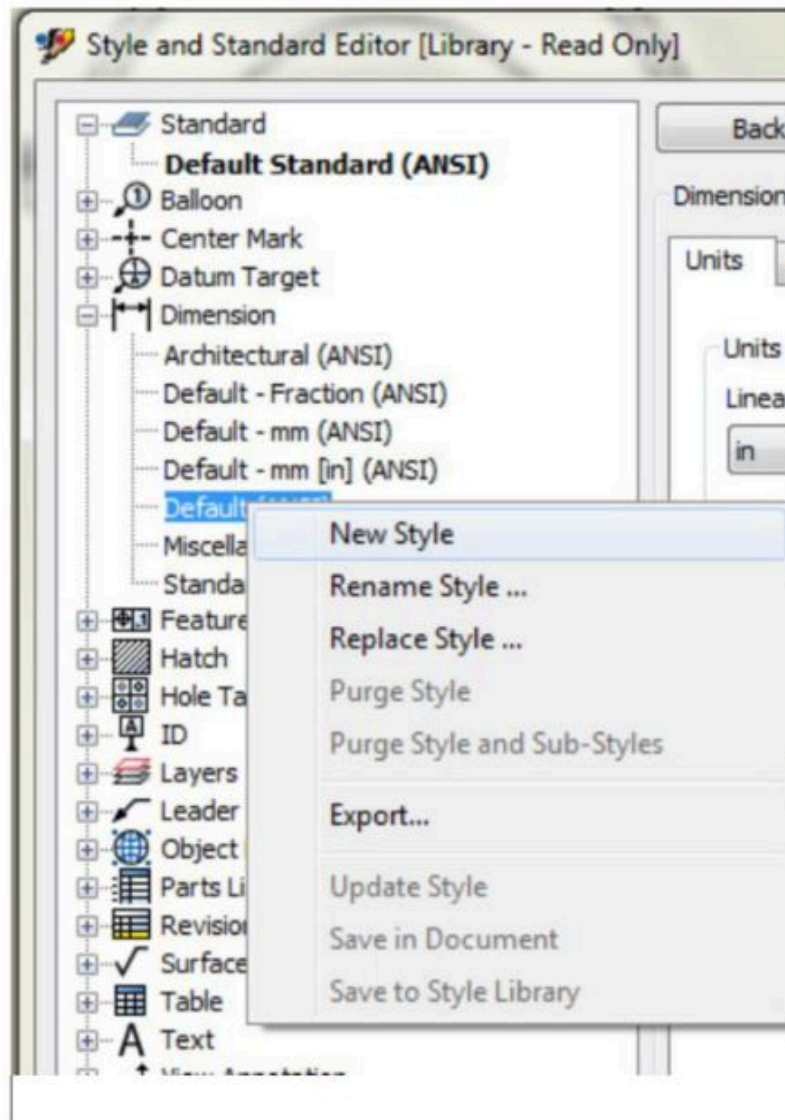 Style and Standard Editor [Library - Read Only]
Standard
Default Standard (ANSI)
Balloon
Center Mark
Datum Target
Dimension
Architectural (ANSI)
Default - Fraction (ANSI)
Default - mm (ANSI)
Default - mm [in] (ANSI)
Default
Miscella
Standa
Feature
Hatch
Hole Ta
ID
Layers
Leader
Object
Parts Li
Revision
Surface
Table
Text
Back
Dimension
Units
Units
Linea
in
New Style
Rename Style ...
Replace Style ...
Purge Style
Purge Style and Sub-Styles
Export...
Update Style
Save in Document
Save to Style Library